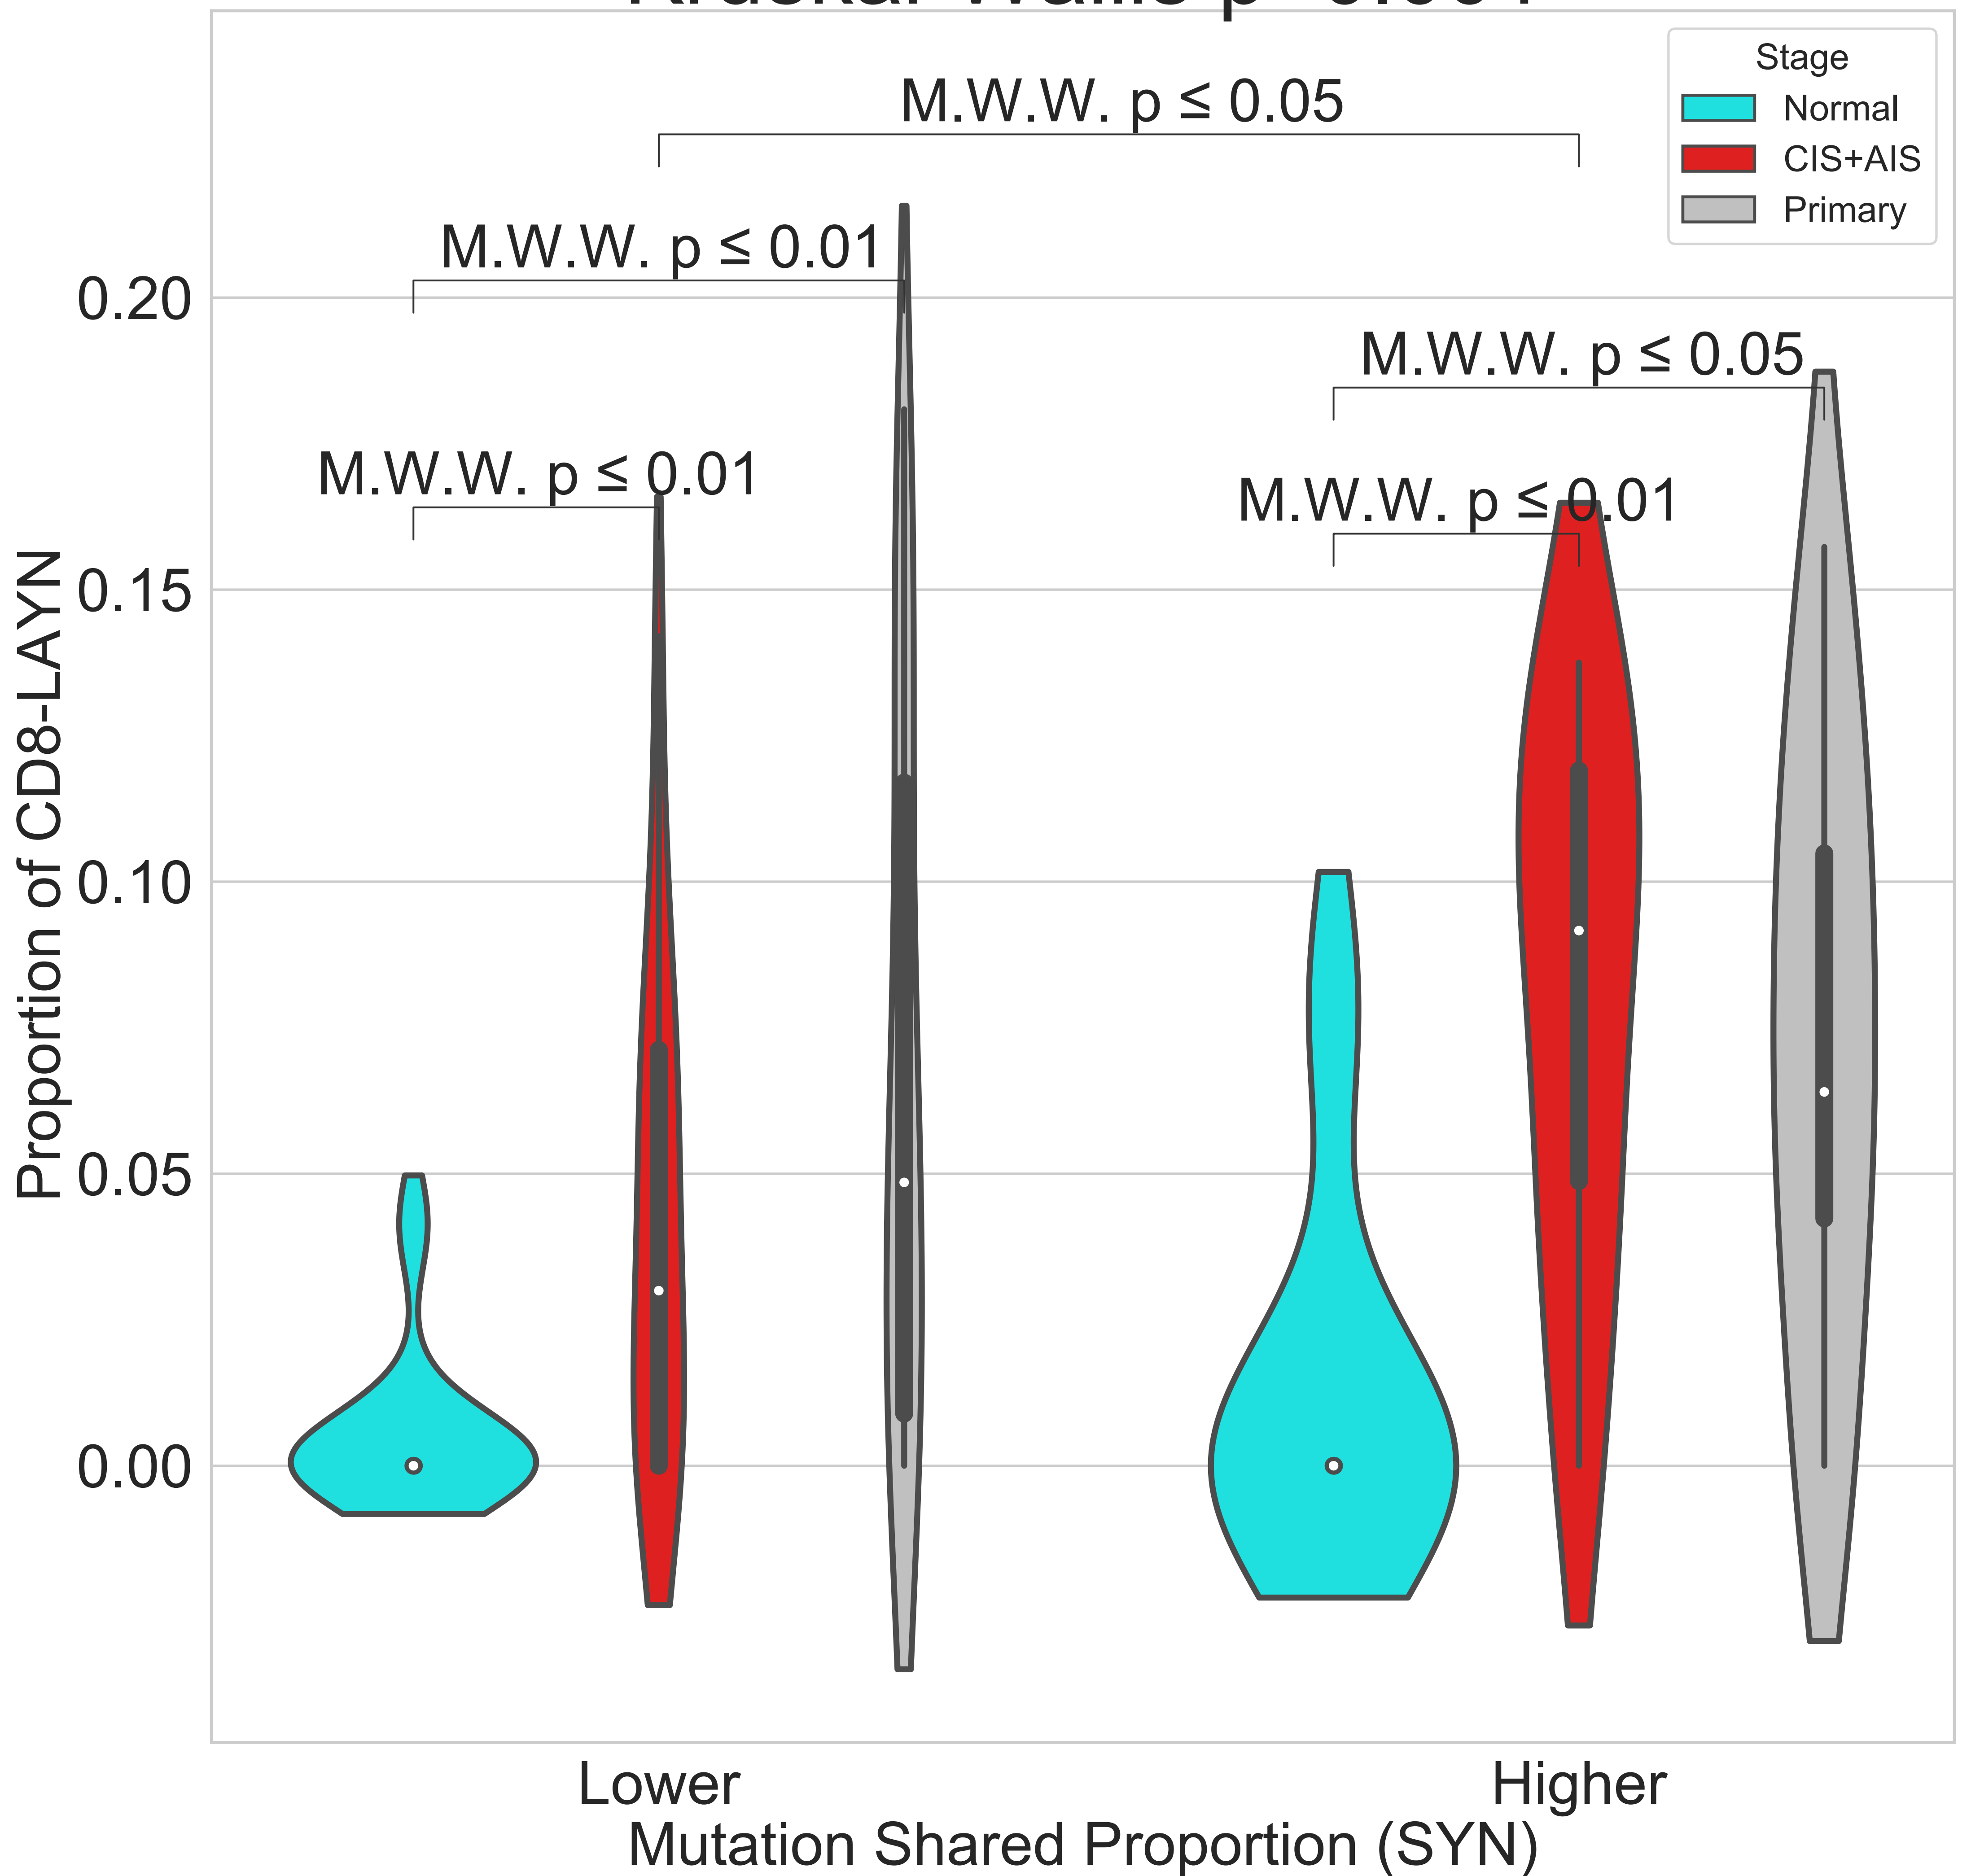 M.W.W. p ≤ 0.05
Stage
Normal
CIS+AIS
Primary
M.W.W. p ≤ 0.01
M.W.W. p ≤ 0.05
M.W.W. p ≤ 0.01
M.W.W. p ≤ 0.01
Proportion of CD8-LAYN
0.20
0.15
0.10
0.05
0.00
Lower
Higher
Mutation Shared Proportion (SYN)